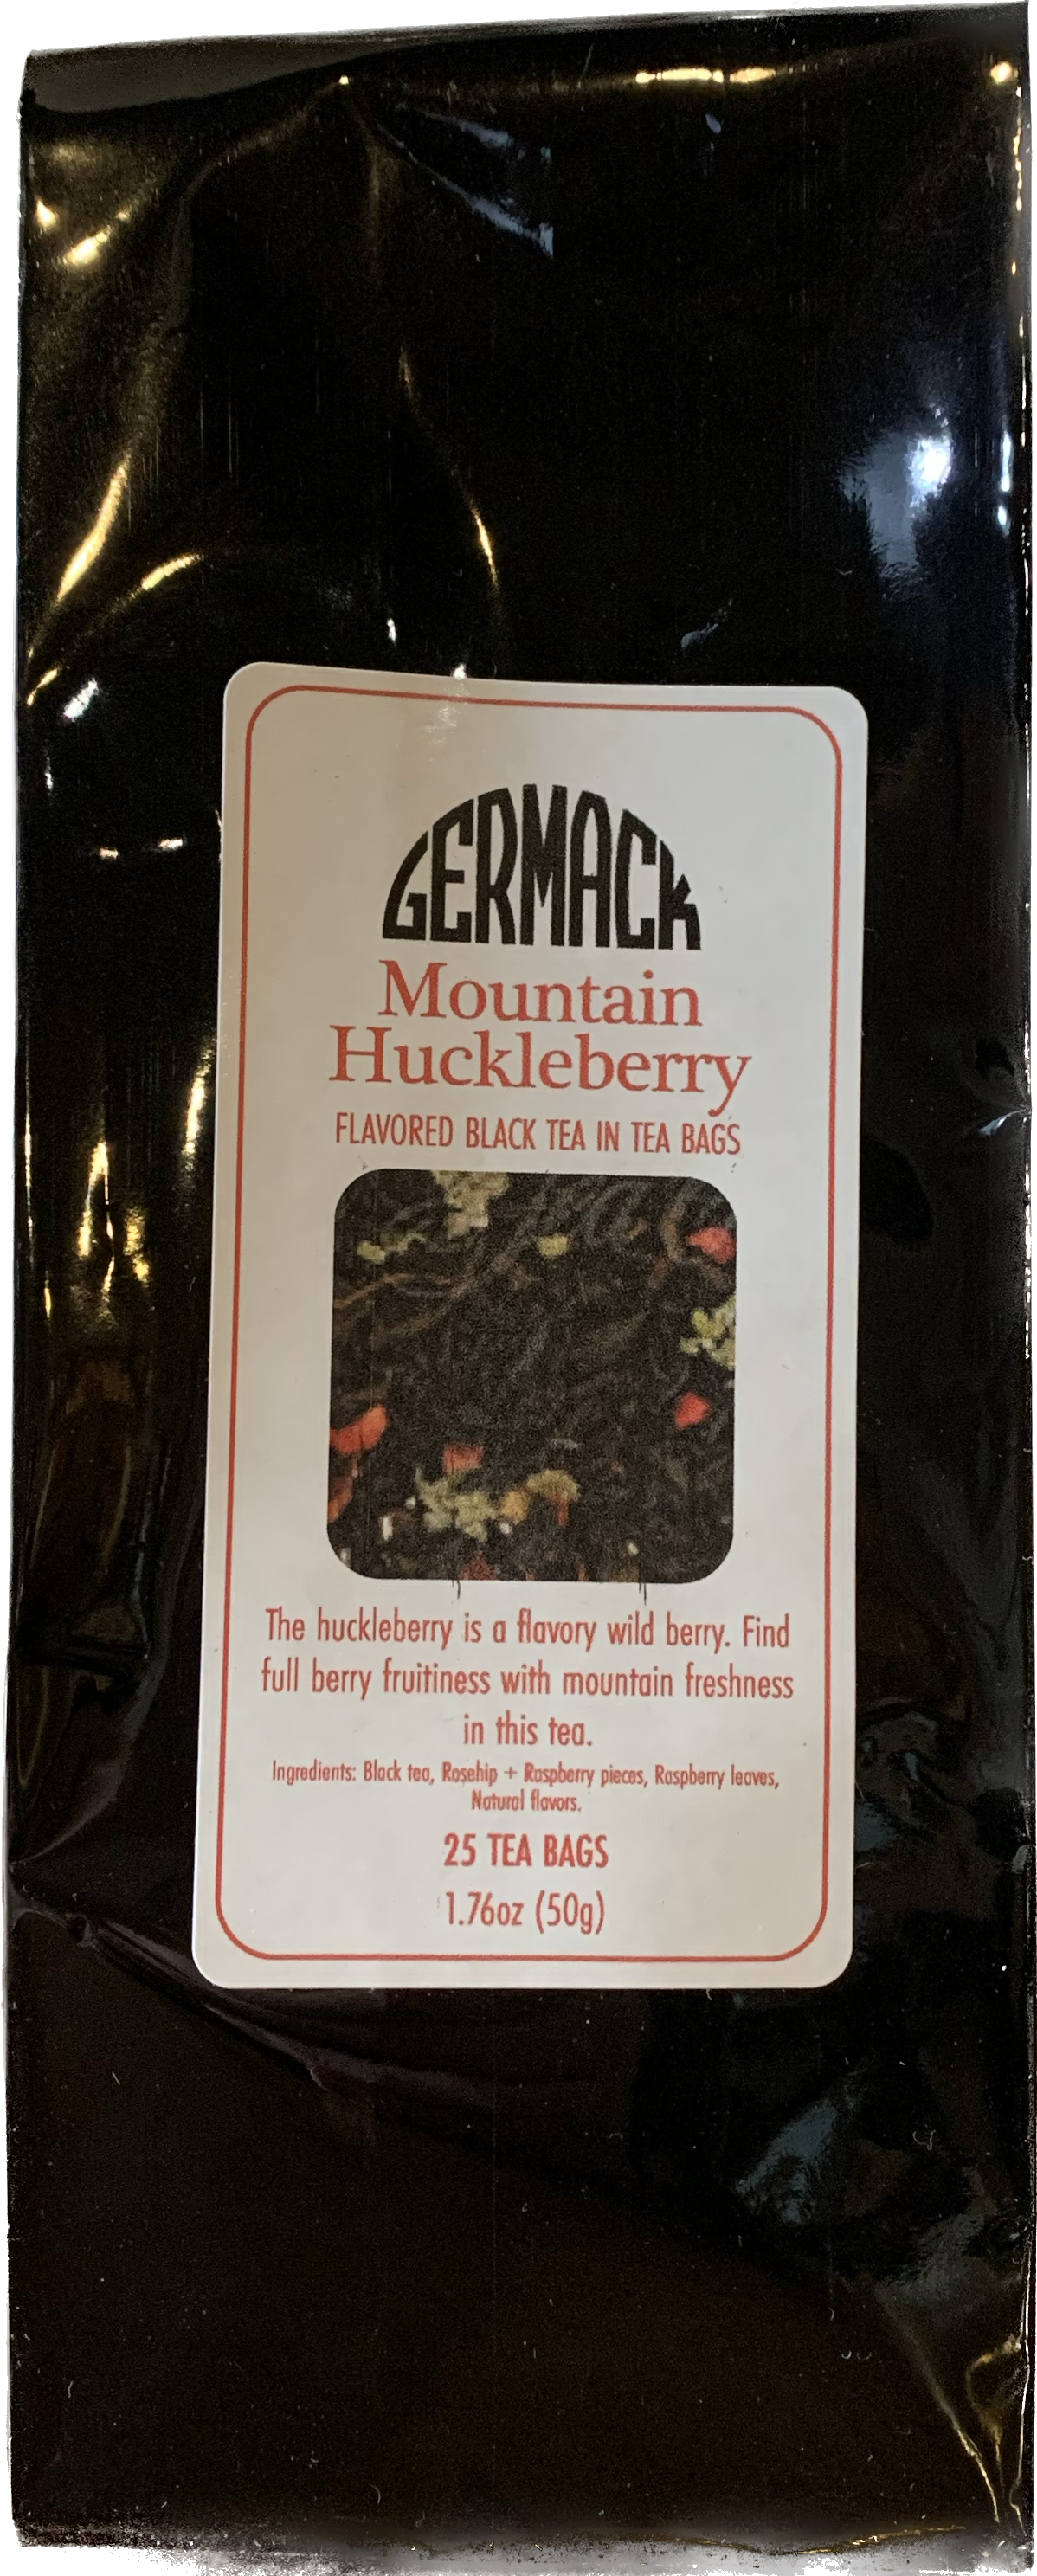 GERMACK
Mountain
Huckleberry
FLAVORED BLACK TEA IN TEA BAGS
The huckleberry is a flavory wild berry. Find
full berry fruitiness with mountain freshness
in this tea.
Ingredients: Black tea, Rosehip + Raspberry pieces, Raspberry leaves,
Natural flavors.
25 TEA BAGS
1.76oz (50g)